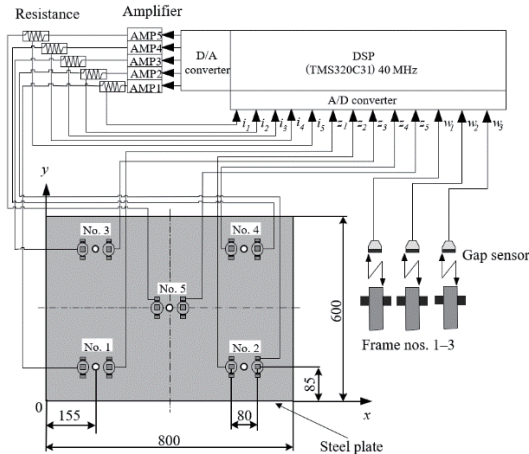 Resistance
Amplifier
AMP5
AMP4
AMP3
AMP2
AMP1
D/A
converter
DSP
(TMS320C31) 40 MHz
A/D converter
i1 i2 i3 i4 i5 z1 z2 z3 z4 z5 w1 w2 w3
y
No. 3
No. 4
No. 5
No. 1
No. 2
Gap sensor
Frame nos. 1–3
600
85
0
155
80
x
800
Steel plate